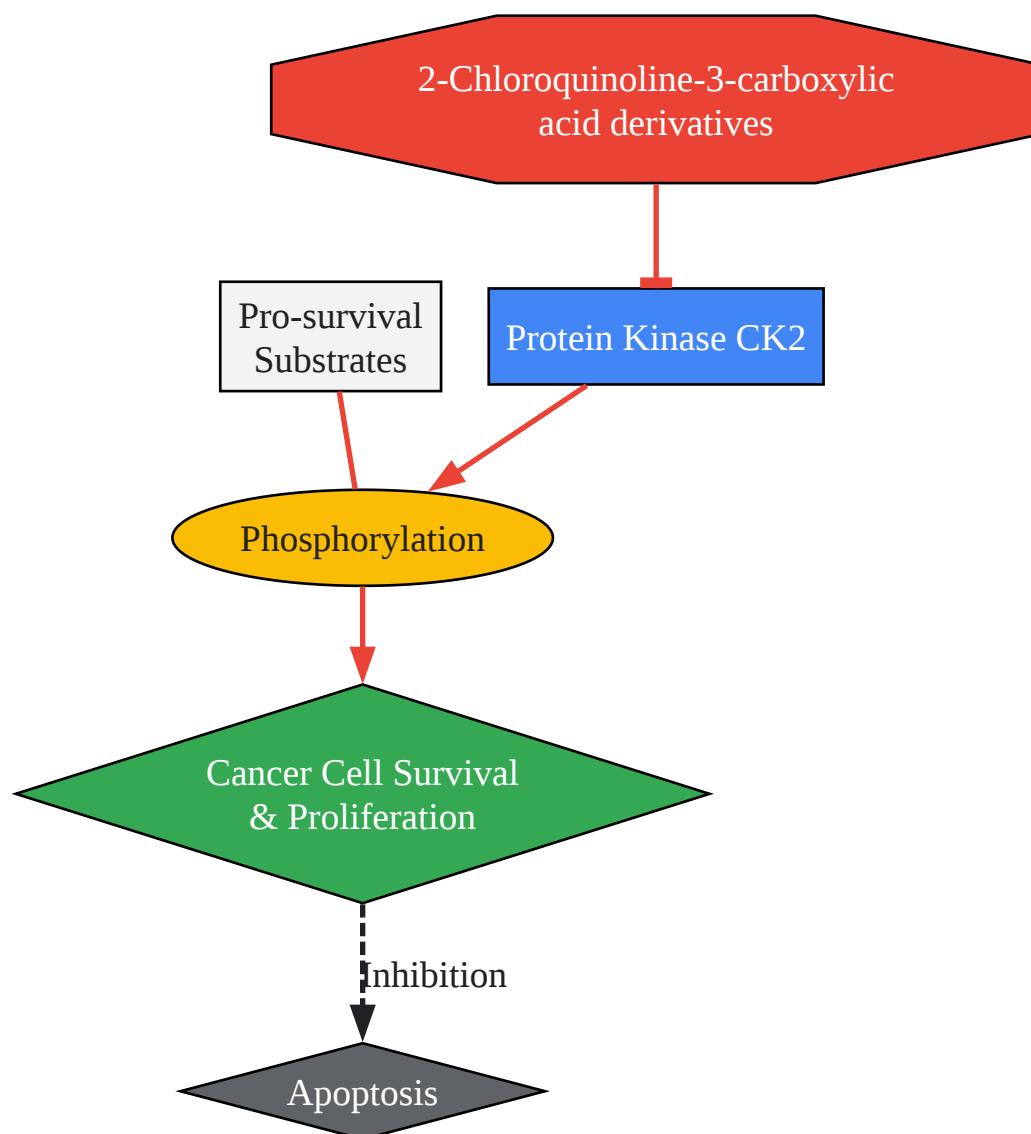 2-Chloroquinoline-3-carboxylic
acid derivatives
Pro-survival
Substrates
Protein Kinase CK2
Phosphorylation
Cancer Cell Survival
& Proliferation
Inhibition
Apoptosis